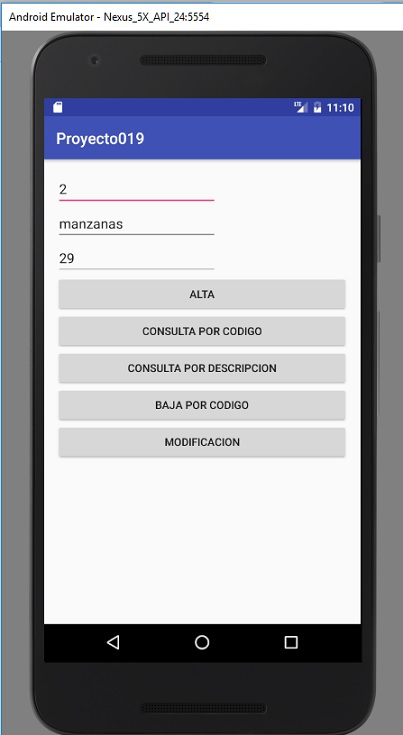 Android Emulator - Nexus_5X_API_24:5554
LTE 11:10
Proyecto019
2
manzanas
29
ALTA
CONSULTA POR CODIGO
CONSULTA POR DESCRIPCION
BAJA POR CODIGO
MODIFICACION